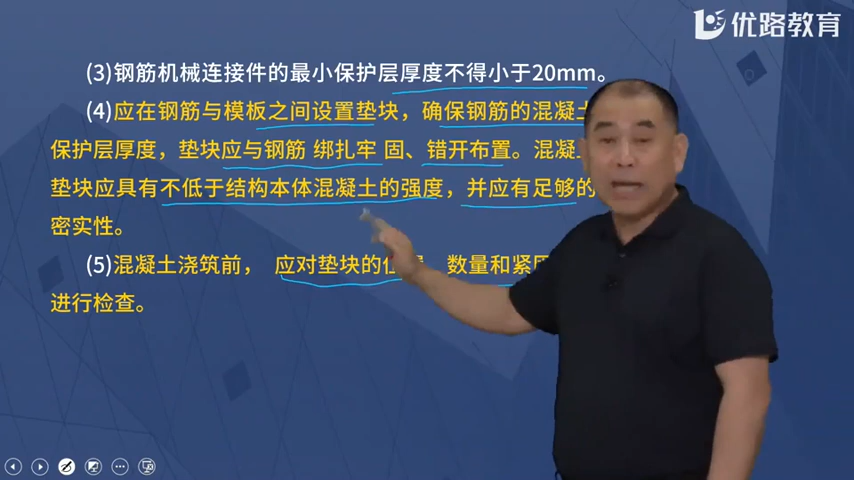 优路教育
(3)钢筋机械连接件的最小保护层厚度不得小于20mm。
(4)应在钢筋与模板之间设置垫块，确保钢筋的混凝
保护层厚度，垫块应与钢筋 绑扎牢 固、错开布置。混凝
垫块应具有不低于结构本体混凝土的强度，并应有足够的
密实性。
(5)混凝土浇筑前， 应对垫块的位 、数量和紧
进行检查。